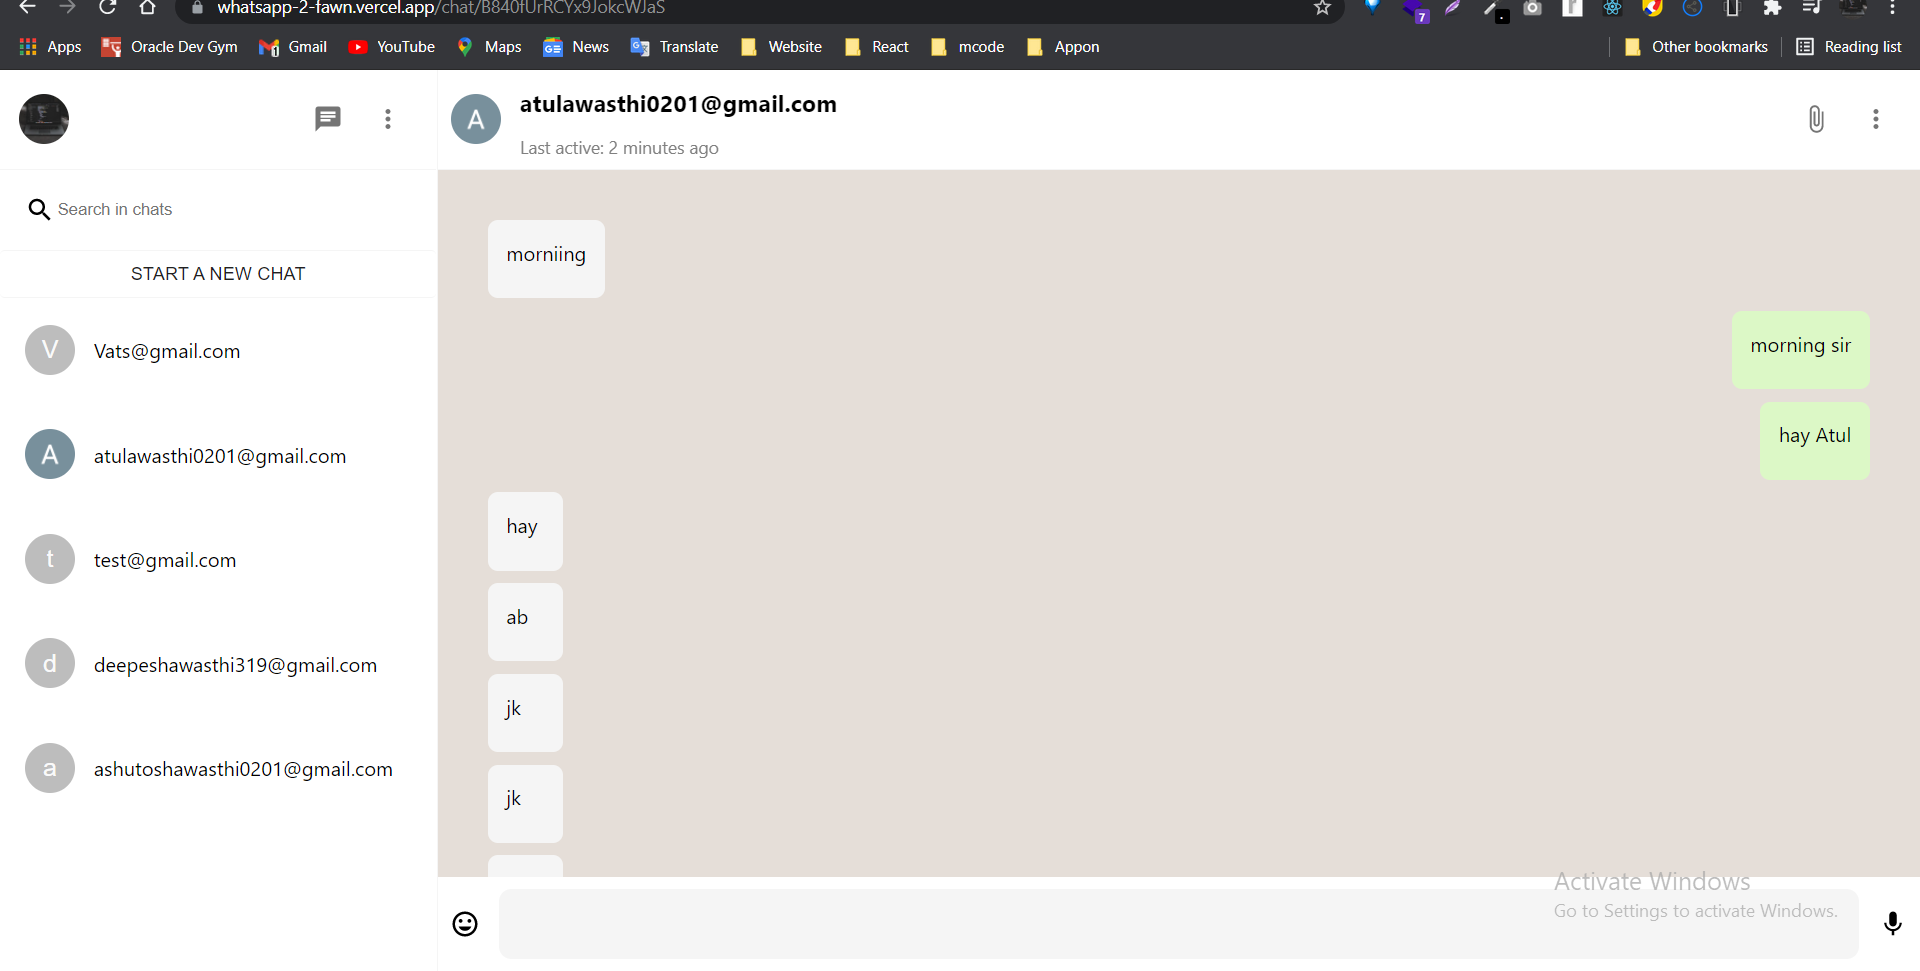 whatsapp-2-fawn.vercel.app/chat/B840fUrRCYx9JokcWJaS
7
Apps Oracle Dev Gym 1 Gmail YouTube Maps GE News Translate Website React mcode Appon Other bookmarks Reading list
A
atulawasthi0201@gmail.com
Last active: 2 minutes ago
Search in chats
START A NEW CHAT
V Vats@gmail.com
A atulawasthi0201@gmail.com
t test@gmail.com
d deepeshawasthi319@gmail.com
a ashutoshawasthi0201@gmail.com
morniing
morning sir
hay Atul
hay
ab
jk
jk
Activate Windows
Go to Settings to activate Windows.